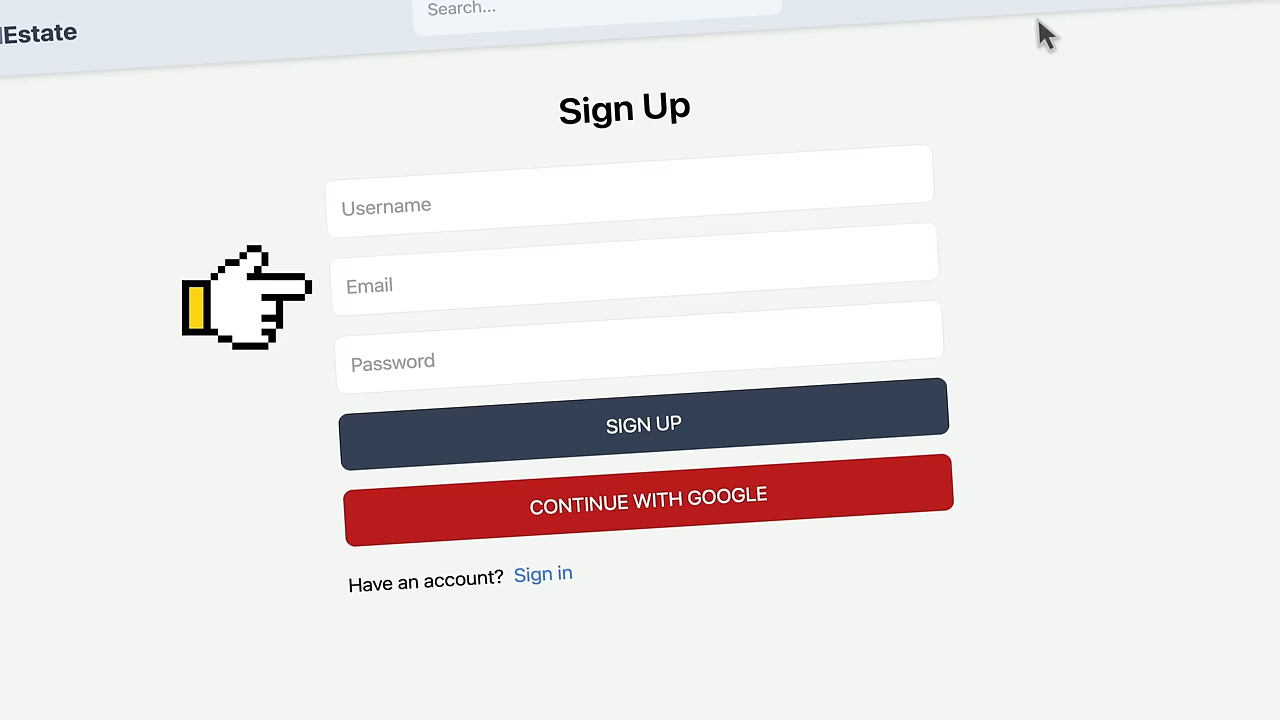 Estate
Search...
Sign Up
Username
Email
Password
SIGN UP
CONTINUE WITH GOOGLE
Have an account? Sign in